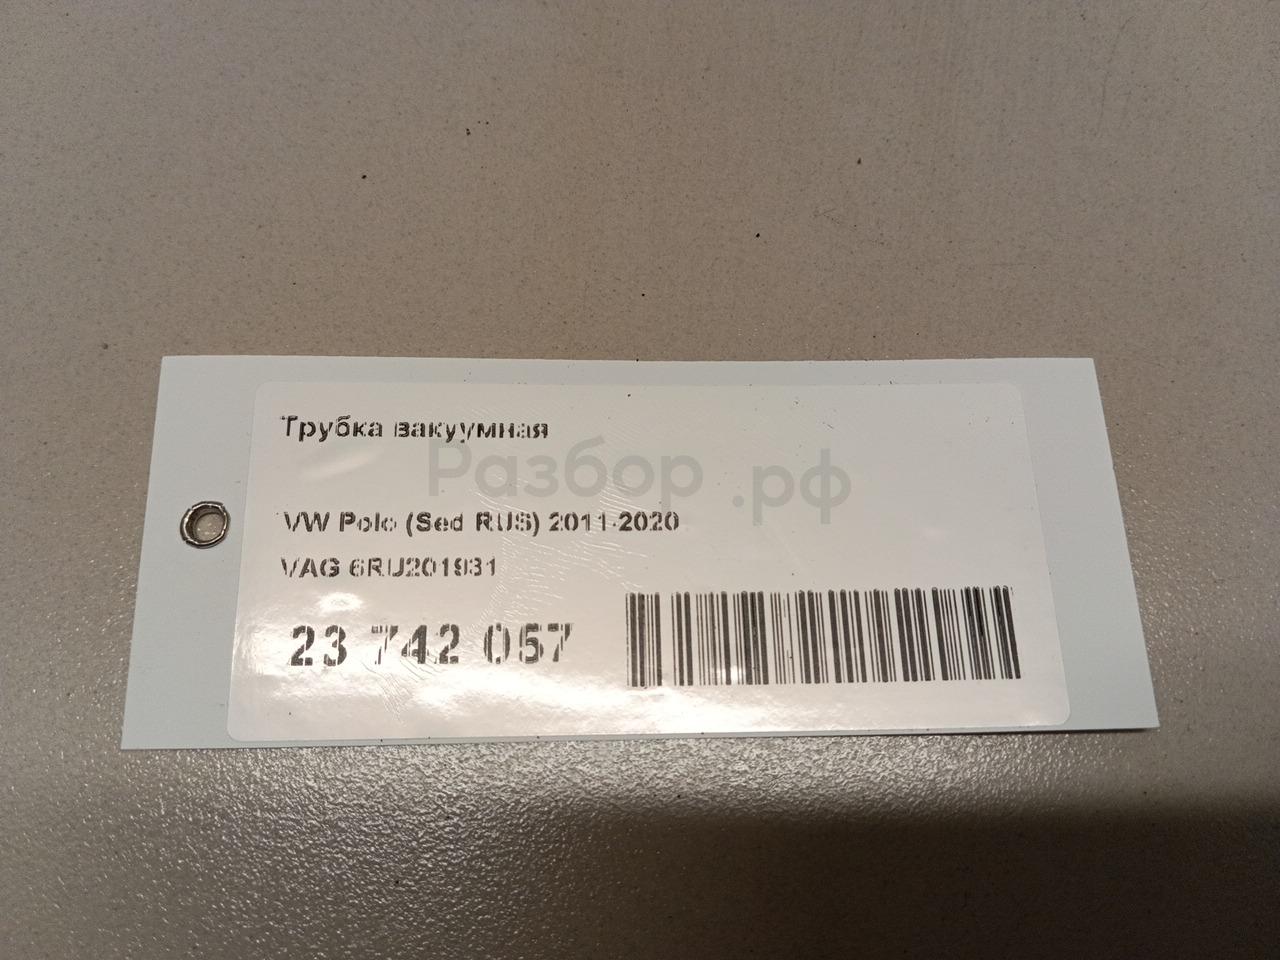 Трубка вакуумная
Разбор.рф
VW Polo (Sed RUS) 2011-2020
VAG 6RU201931
23 742 057